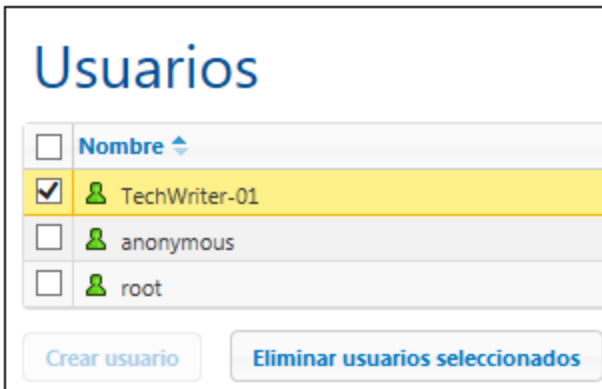 Usuarios
Nombre
TechWriter-01
anonymous
root
Crear usuario Eliminar usuarios seleccionados